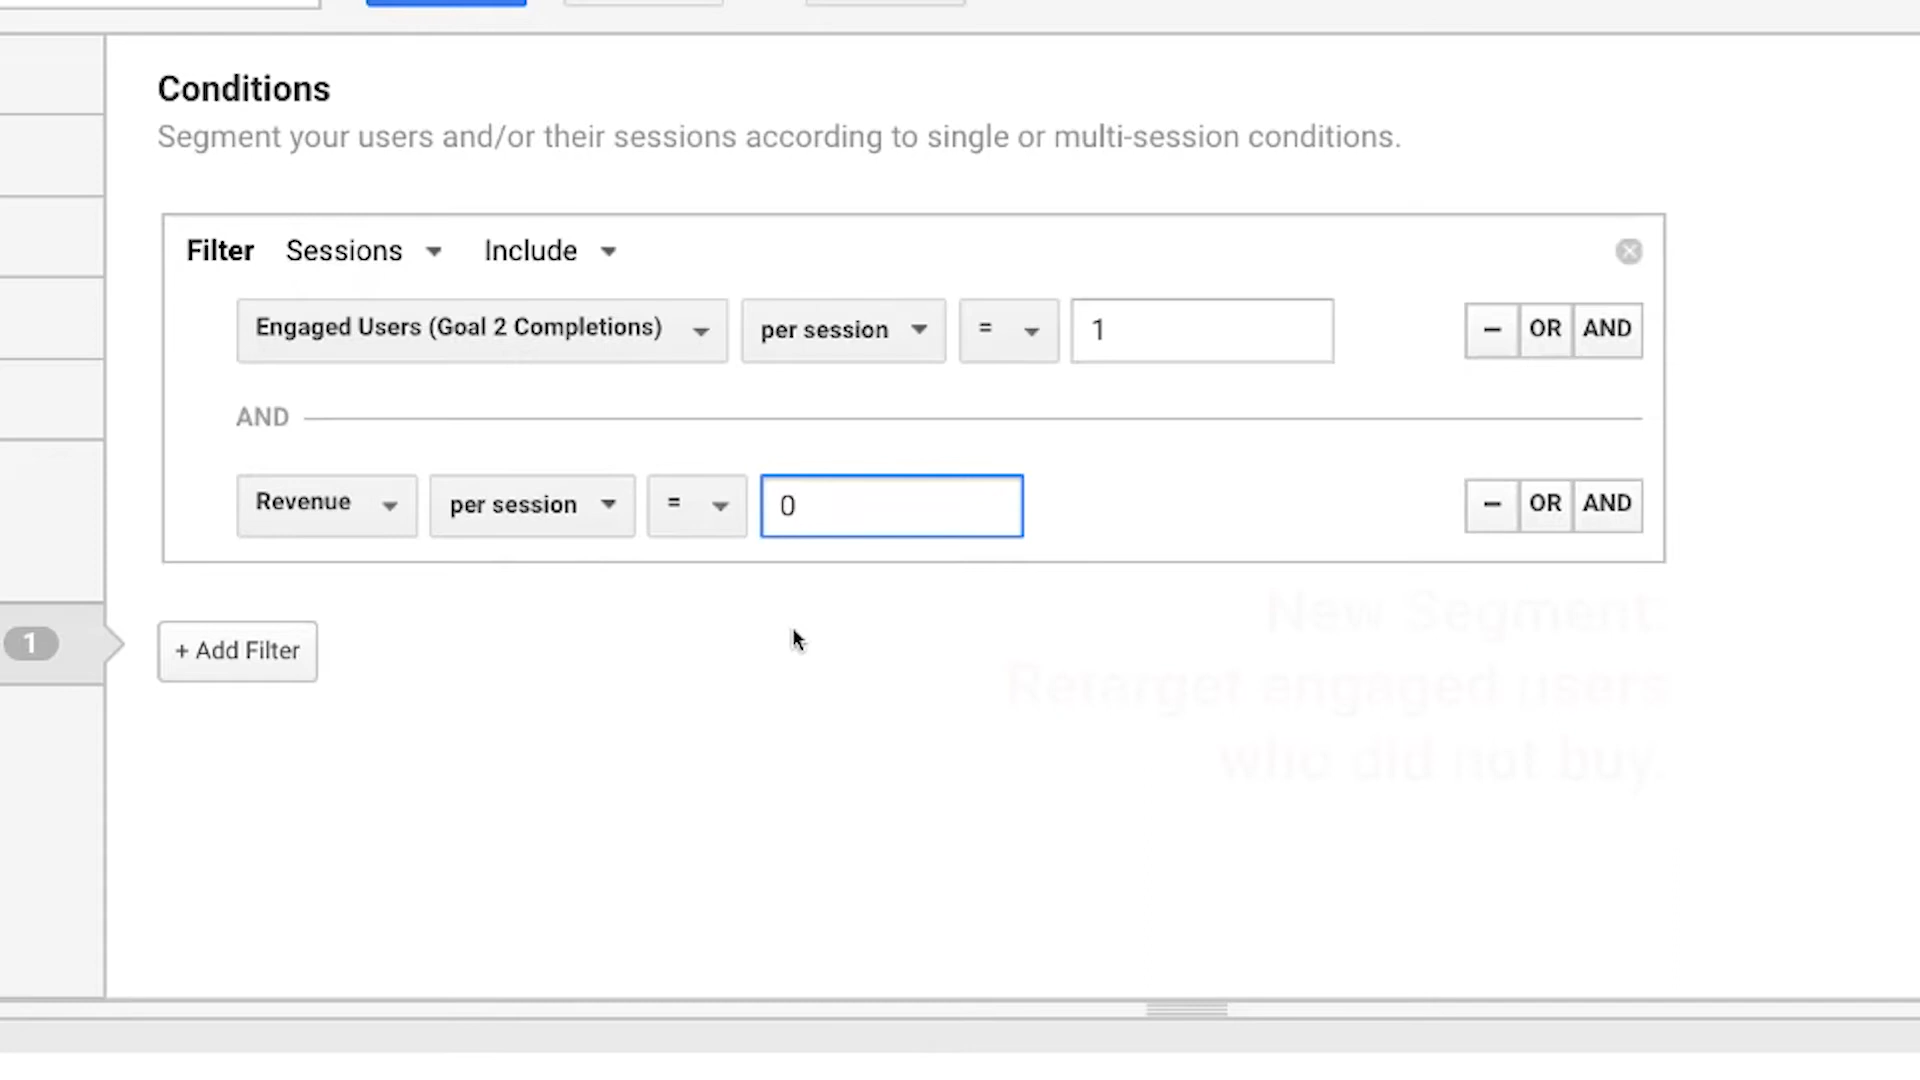 Conditions
Segment your users and/or their sessions according to single or multi-session conditions.
Filter Sessions Include
Engaged Users (Goal 2 Completions) per session = 1 − OR AND
AND
Revenue per session = 0 − OR AND
New Segment:
Retarget engaged users
who did not buy.
1
+ Add Filter